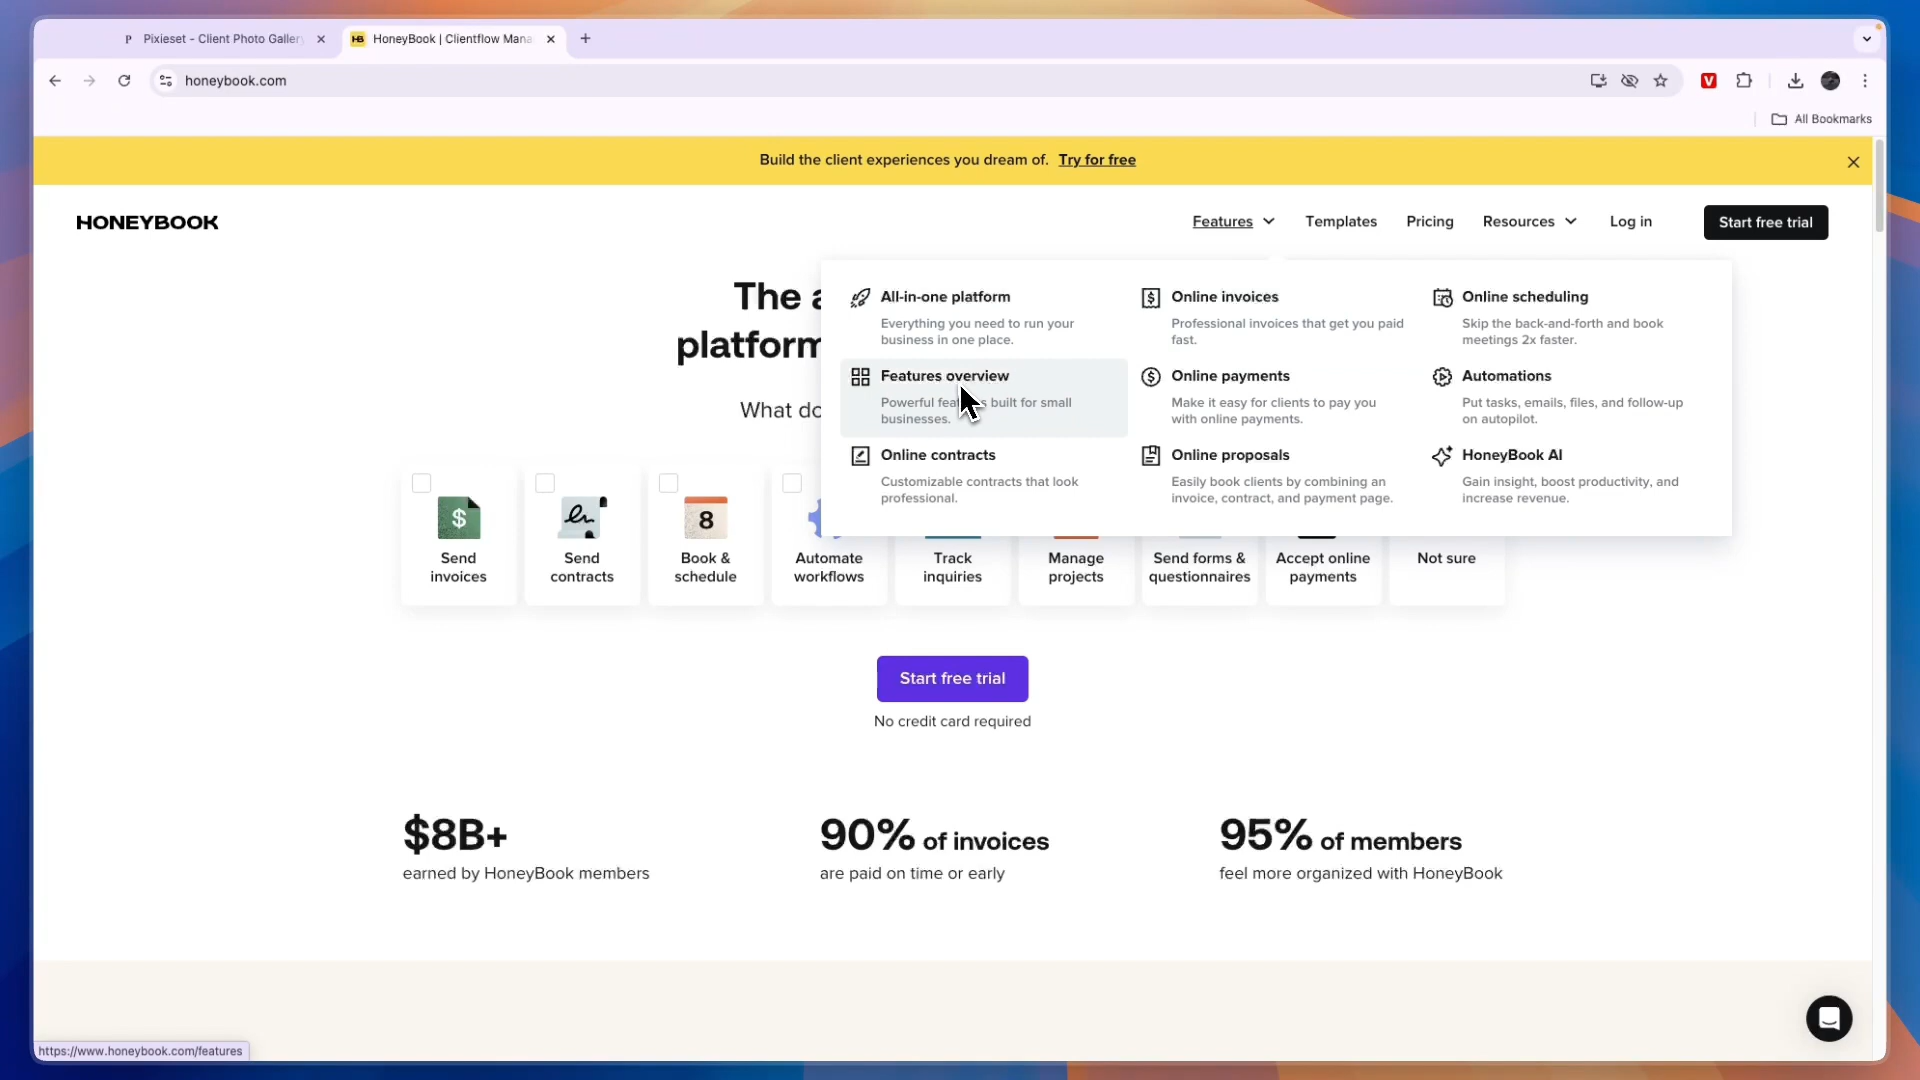 Pixieset - Client Photo Gallery
HoneyBook | Clientflow Mana
honeybook.com
All Bookmarks
Build the client experiences you dream of. Try for free
HONEYBOOK
Features
Templates
Pricing
Resources
Log in
Start free trial
The a
platform
What do
All-in-one platform
Everything you need to run your
business in one place.
Features overview
Powerful built for small
businesses.
Online contracts
Customizable contracts that look
professional.
Online invoices
Professional invoices that get you paid
fast.
Online payments
Make it easy for clients to pay you
with online payments.
Online proposals
Easily book clients by combining an
invoice, contract, and payment page.
Online scheduling
Skip the back-and-forth and book
meetings 2x faster.
Automations
Put tasks, emails, files, and follow-up
on autopilot.
HoneyBook AI
Gain insight, boost productivity, and
increase revenue.
Send
invoices
Send
contracts
8
Book &
schedule
Automate
workflows
Track
inquiries
Manage
projects
Send forms &
questionnaires
Accept online
payments
Not sure
Start free trial
No credit card required
$8B+
earned by HoneyBook members
90% of invoices
are paid on time or early
95% of members
feel more organized with HoneyBook
https://www.honeybook.com/features